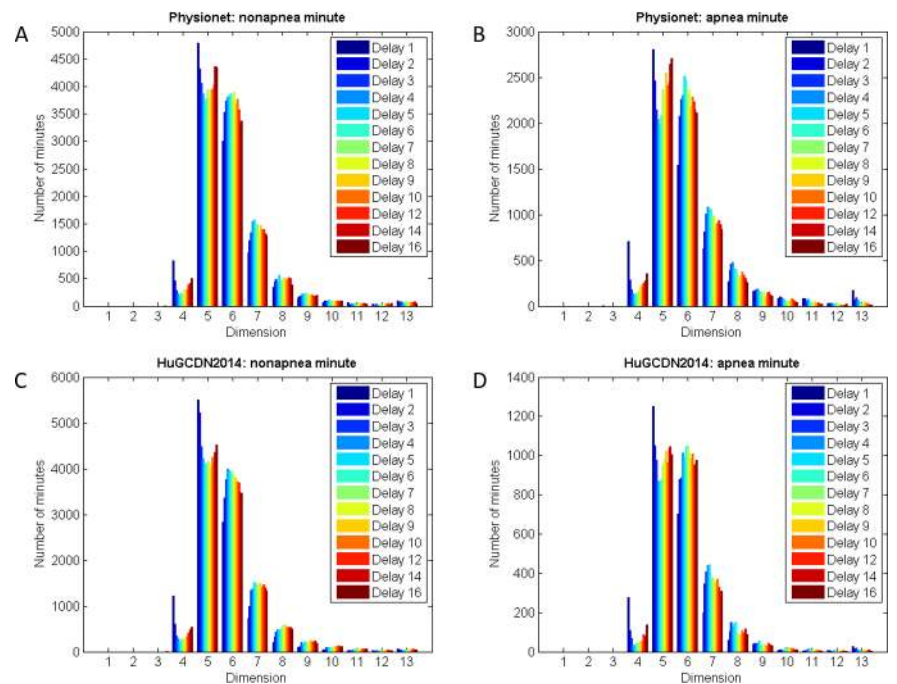 A
Physionet: nonapnea minute
Number of minutes
5000
4500
4000
3500
3000
2500
2000
1500
1000
500
0
1 2 3 4 5 6 7 8 9 10 11 12 13
Dimension
Delay 1
Delay 2
Delay 3
Delay 4
Delay 5
Delay 6
Delay 7
Delay 8
Delay 9
Delay 10
Delay 12
Delay 14
Delay 16
B
Physionet: apnea minute
Number of minutes
3000
2500
2000
1500
1000
500
0
1 2 3 4 5 6 7 8 9 10 11 12 13
Dimension
Delay 1
Delay 2
Delay 3
Delay 4
Delay 5
Delay 6
Delay 7
Delay 8
Delay 9
Delay 10
Delay 12
Delay 14
Delay 16
C
HuGCDN2014: nonapnea minute
Number of minutes
6000
5000
4000
3000
2000
1000
0
1 2 3 4 5 6 7 8 9 10 11 12 13
Dimension
Delay 1
Delay 2
Delay 3
Delay 4
Delay 5
Delay 6
Delay 7
Delay 8
Delay 9
Delay 10
Delay 12
Delay 14
Delay 16
D
HuGCDN2014: apnea minute
Number of minutes
1400
1200
1000
800
600
400
200
0
1 2 3 4 5 6 7 8 9 10 11 12 13
Dimension
Delay 1
Delay 2
Delay 3
Delay 4
Delay 5
Delay 6
Delay 7
Delay 8
Delay 9
Delay 10
Delay 12
Delay 14
Delay 16